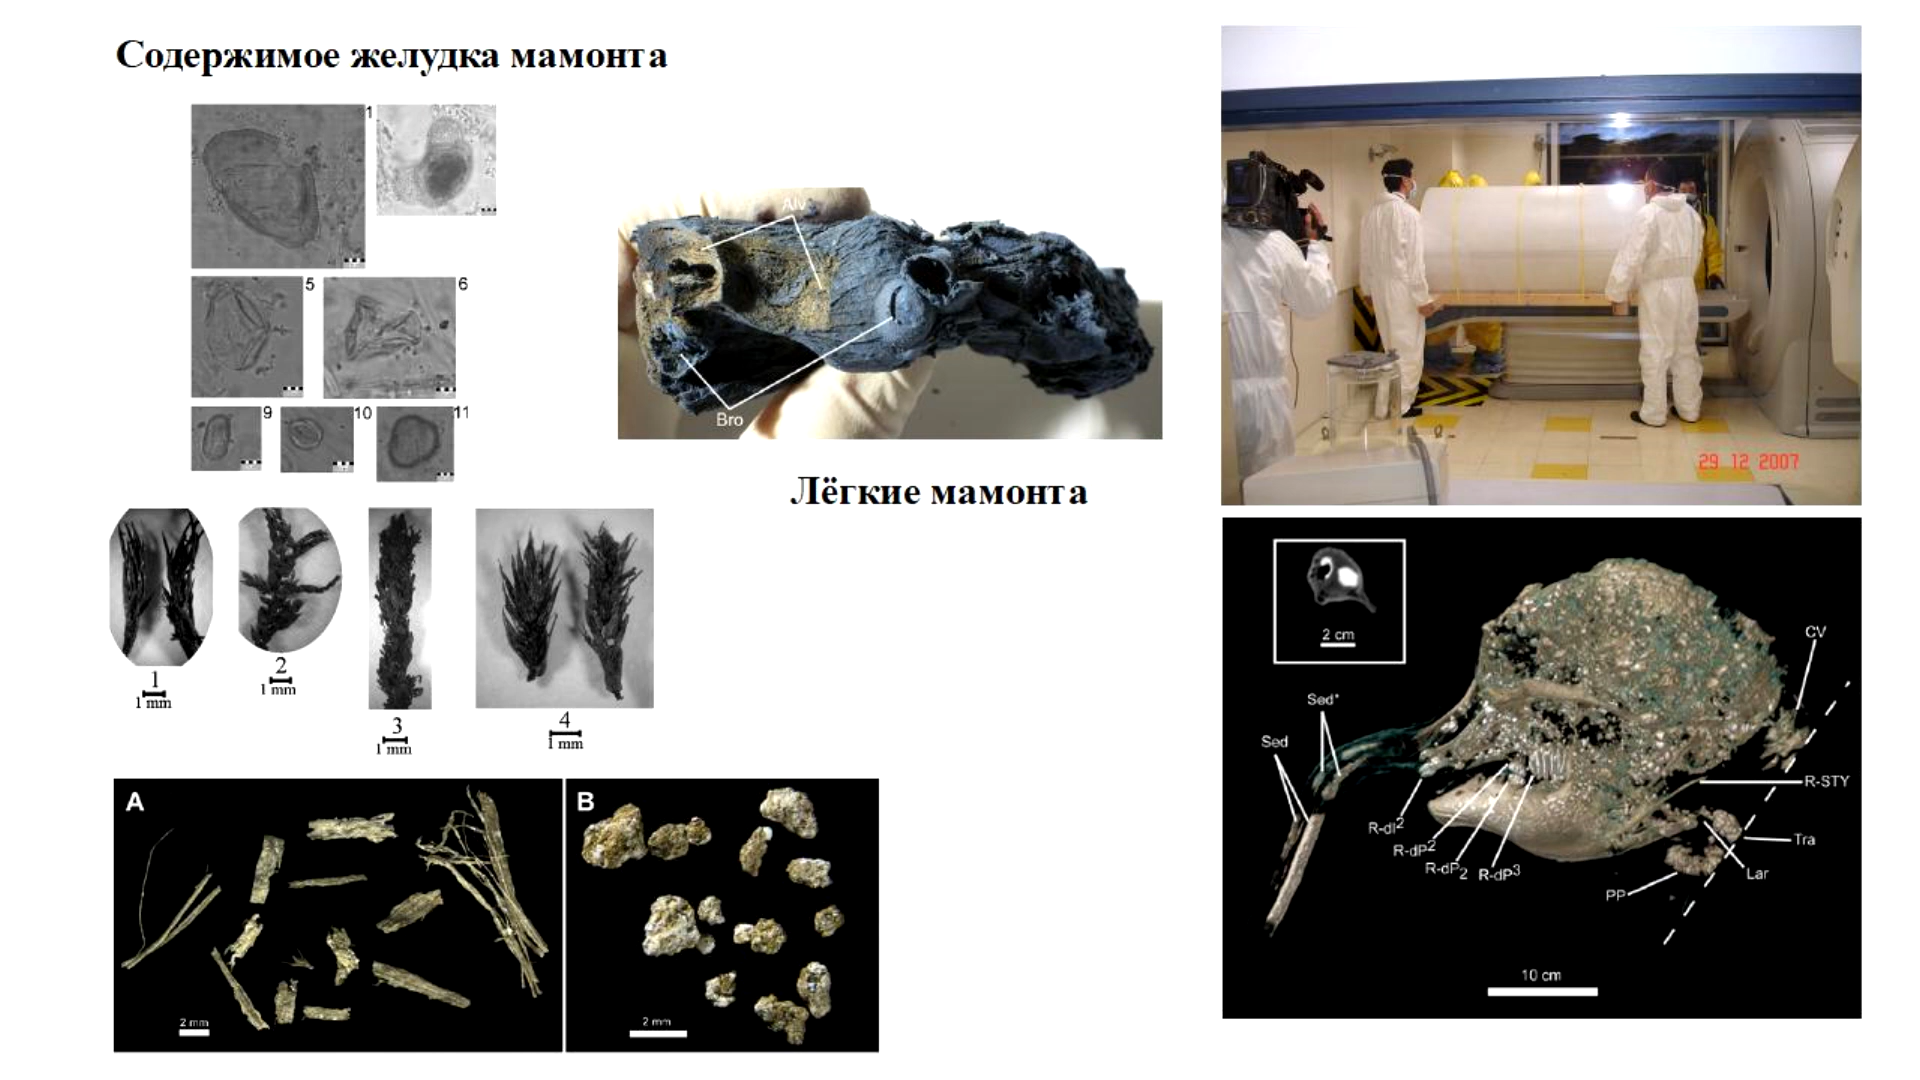 Содержимое желудка мамонта
1
5
6
9
10
11
1
1 mm
2
1 mm
3
1 mm
4
1 mm
A
2 mm
B
2 mm
Alv
Bro
Лёгкие мамонта
29 12 2007
2 cm
CV
Sed*
Sed
R-STY
R-dI²
Tra
R-dP²
R-dP₂
R-dP³
Lar
PP
10 cm